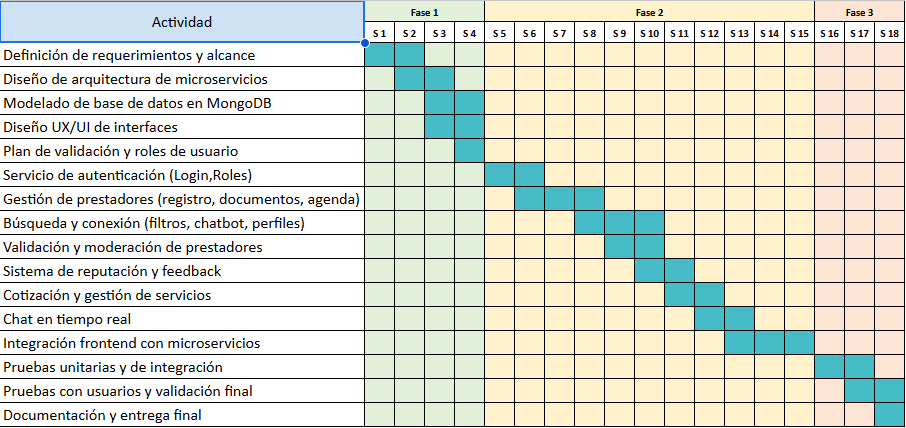 Actividad
Fase 1 Fase 2 Fase 3
S 1 S 2 S 3 S 4 S 5 S 6 S 7 S 8 S 9 S 10 S 11 S 12 S 13 S 14 S 15 S 16 S 17 S 18
Definición de requerimientos y alcance
Diseño de arquitectura de microservicios
Modelado de base de datos en MongoDB
Diseño UX/UI de interfaces
Plan de validación y roles de usuario
Servicio de autenticación (Login,Roles)
Gestión de prestadores (registro, documentos, agenda)
Búsqueda y conexión (filtros, chatbot, perfiles)
Validación y moderación de prestadores
Sistema de reputación y feedback
Cotización y gestión de servicios
Chat en tiempo real
Integración frontend con microservicios
Pruebas unitarias y de integración
Pruebas con usuarios y validación final
Documentación y entrega final